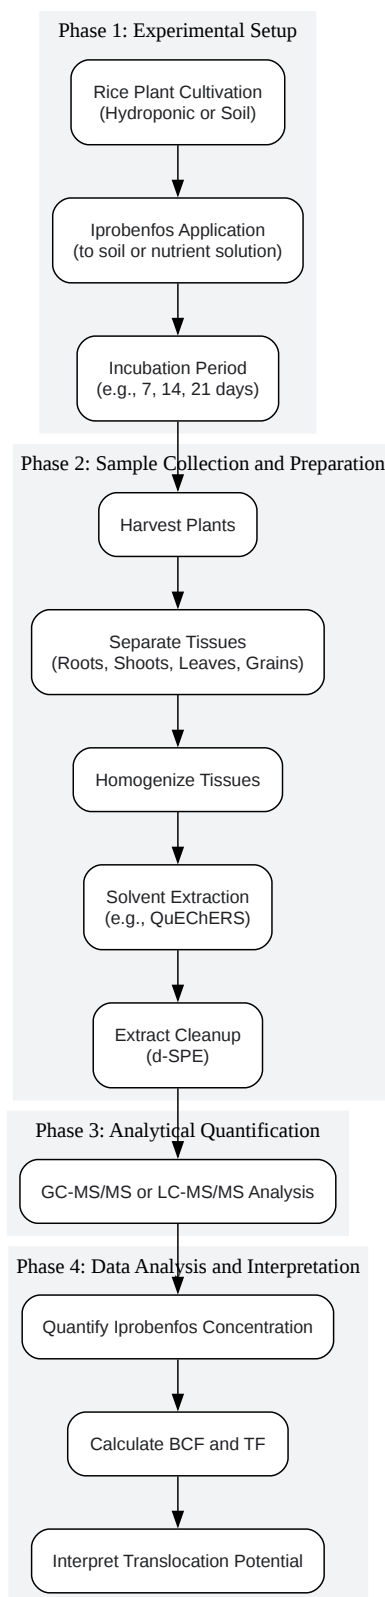 Phase 1: Experimental Setup
Rice Plant Cultivation
(Hydroponic or Soil)
Iprobenfos Application
(to soil or nutrient solution)
Incubation Period
(e.g., 7, 14, 21 days)
Phase 2: Sample Collection and Preparation
Harvest Plants
Separate Tissues
(Roots, Shoots, Leaves, Grains)
Homogenize Tissues
Solvent Extraction
(e.g., QuEChERS)
Extract Cleanup
(d-SPE)
Phase 3: Analytical Quantification
GC-MS/MS or LC-MS/MS Analysis
Phase 4: Data Analysis and Interpretation
Quantify Iprobenfos Concentration
Calculate BCF and TF
Interpret Translocation Potential